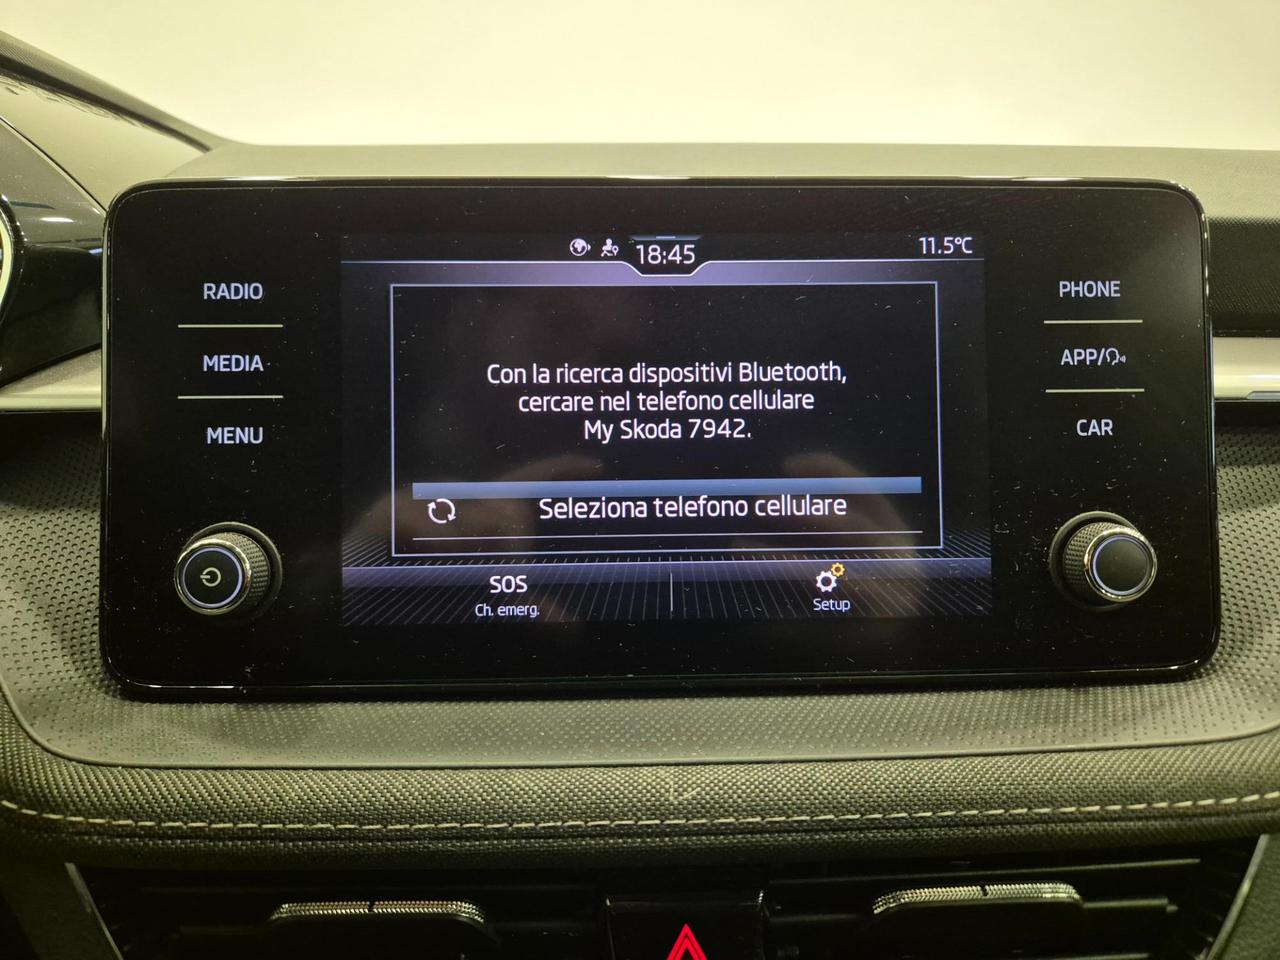 18:45
11.5°C
RADIO
MEDIA
MENU
Con la ricerca dispositivi Bluetooth,
cercare nel telefono cellulare
My Skoda 7942.
Seleziona telefono cellulare
SOS
Ch. emerg.
Setup
PHONE
APP/
CAR